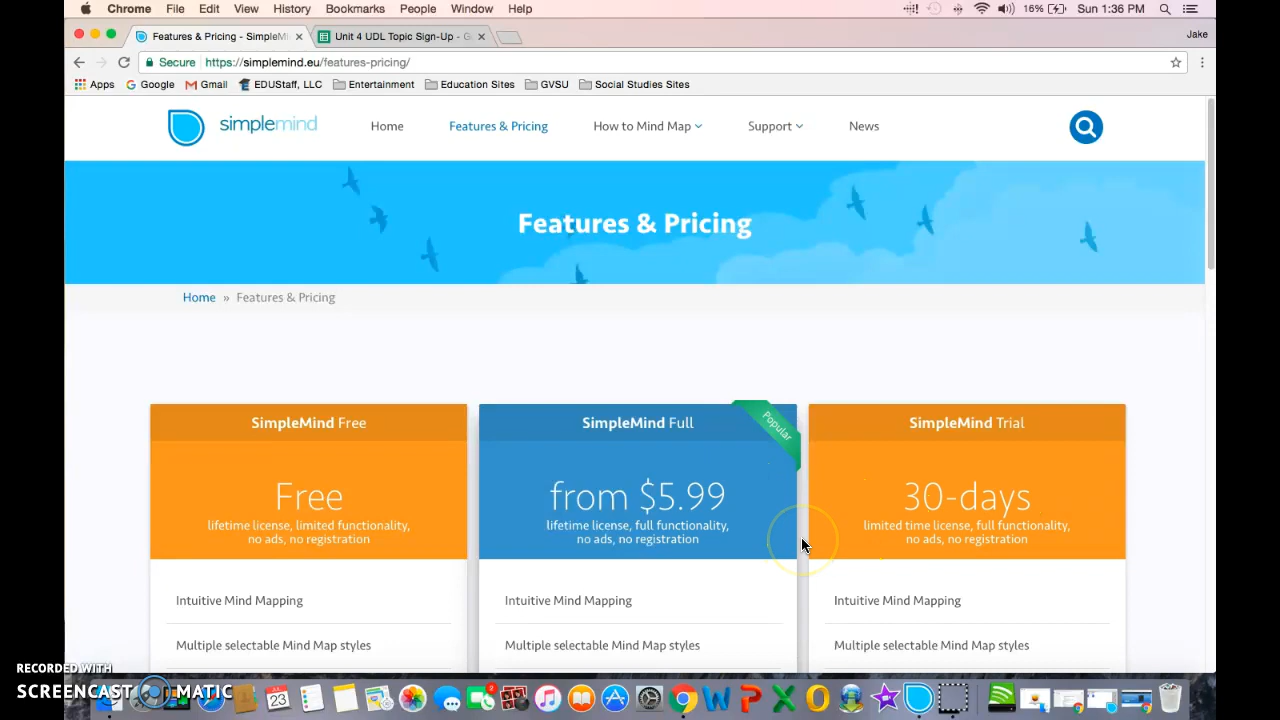 Chrome File Edit View History Bookmarks People Window Help 16% Sun 1:36 PM
Features & Pricing - SimpleMi Unit 4 UDL Topic Sign-Up - G Jake
Secure https://simplemind.eu/features-pricing/
Apps Google Gmail EDUStaff, LLC Entertainment Education Sites GVSU Social Studies Sites
simplemind Home Features & Pricing How to Mind Map Support News
Features & Pricing
Home » Features & Pricing
SimpleMind Free
Free
lifetime license, limited functionality,
no ads, no registration
Intuitive Mind Mapping
Multiple selectable Mind Map styles
SimpleMind Full
Popular
from $5.99
lifetime license, full functionality,
no ads, no registration
Intuitive Mind Mapping
Multiple selectable Mind Map styles
SimpleMind Trial
30-days
limited time license, full functionality,
no ads, no registration
Intuitive Mind Mapping
Multiple selectable Mind Map styles
RECORDED WITH
SCREENCAST MATIC
23